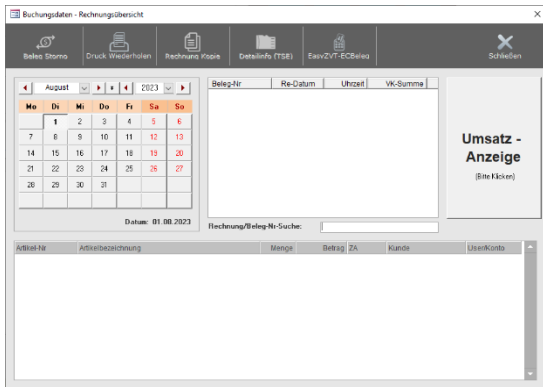 Buchungsdaten - Rechnungsübersicht
Beleg Storno
Druck Wiederholen
Rechnung Kopie
Detailinfo (TSE)
EasyZVT-ECBeleg
Schließen
August 2023
Mo Di Mi Do Fr Sa So
1 2 3 4 5 6
7 8 9 10 11 12 13
14 15 16 17 18 19 20
21 22 23 24 25 26 27
28 29 30 31
Datum: 01.08.2023
Beleg-Nr Re-Datum Uhrzeit VK-Summe
Rechnung/Beleg-Nr-Suche:
Umsatz -
Anzeige
(Bitte Klicken)
Artikel-Nr Artikelbezeichnung Menge Betrag ZA Kunde User/Konto